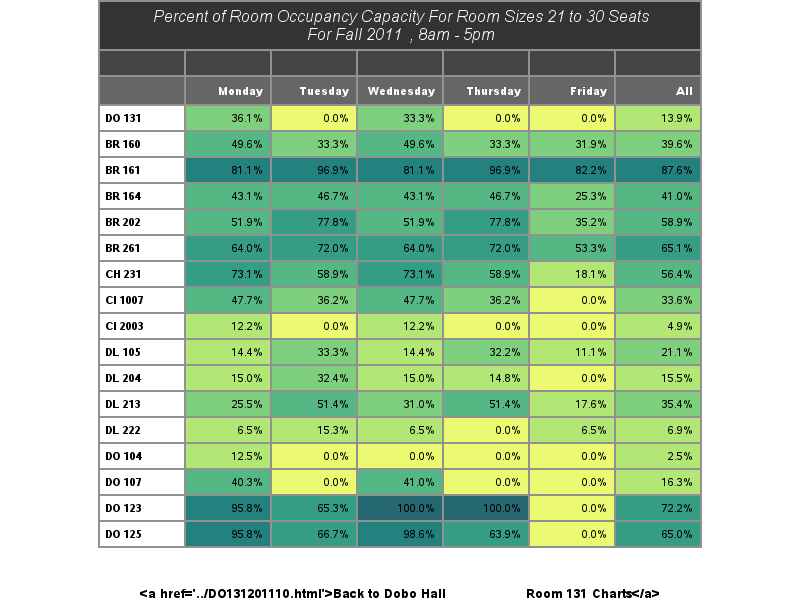 Percent of Room Occupancy Capacity For Room Sizes 21 to 30 Seats
For Fall 2011 , 8am - 5pm
Monday Tuesday Wednesday Thursday Friday All
DO 131 36.1% 0.0% 33.3% 0.0% 0.0% 13.9%
BR 160 49.6% 33.3% 49.6% 33.3% 31.9% 39.6%
BR 161 81.1% 96.9% 81.1% 96.9% 82.2% 87.6%
BR 164 43.1% 46.7% 43.1% 46.7% 25.3% 41.0%
BR 202 51.9% 77.8% 51.9% 77.8% 35.2% 58.9%
BR 261 64.0% 72.0% 64.0% 72.0% 53.3% 65.1%
CH 231 73.1% 58.9% 73.1% 58.9% 18.1% 56.4%
CI 1007 47.7% 36.2% 47.7% 36.2% 0.0% 33.6%
CI 2003 12.2% 0.0% 12.2% 0.0% 0.0% 4.9%
DL 105 14.4% 33.3% 14.4% 32.2% 11.1% 21.1%
DL 204 15.0% 32.4% 15.0% 14.8% 0.0% 15.5%
DL 213 25.5% 51.4% 31.0% 51.4% 17.6% 35.4%
DL 222 6.5% 15.3% 6.5% 0.0% 6.5% 6.9%
DO 104 12.5% 0.0% 0.0% 0.0% 0.0% 2.5%
DO 107 40.3% 0.0% 41.0% 0.0% 0.0% 16.3%
DO 123 95.8% 65.3% 100.0% 100.0% 0.0% 72.2%
DO 125 95.8% 66.7% 98.6% 63.9% 0.0% 65.0%
<a href='../DO131201110.html'>Back to Dobo Hall Room 131 Charts</a>